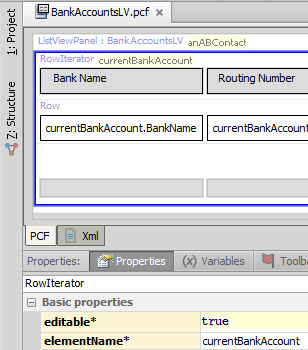 BankAccountsLV.pcf
1: Project
Z: Structure
ListViewPanel : BankAccountsLV anABContact
RowIterator currentBankAccount
Bank Name Routing Number
Row
currentBankAccount.BankName currentBankAccount
PCF Xml
Properties: Properties (x) Variables Toolba
RowIterator
Basic properties
editable* true
elementName* currentBankAccount